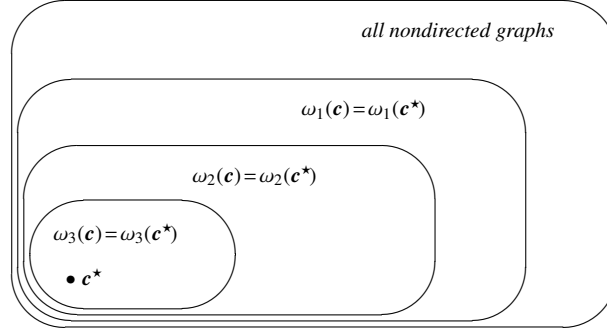 all nondirected graphs
ω₁(c)=ω₁(c⋆)
ω₂(c)=ω₂(c⋆)
ω₃(c)=ω₃(c⋆)
• c⋆